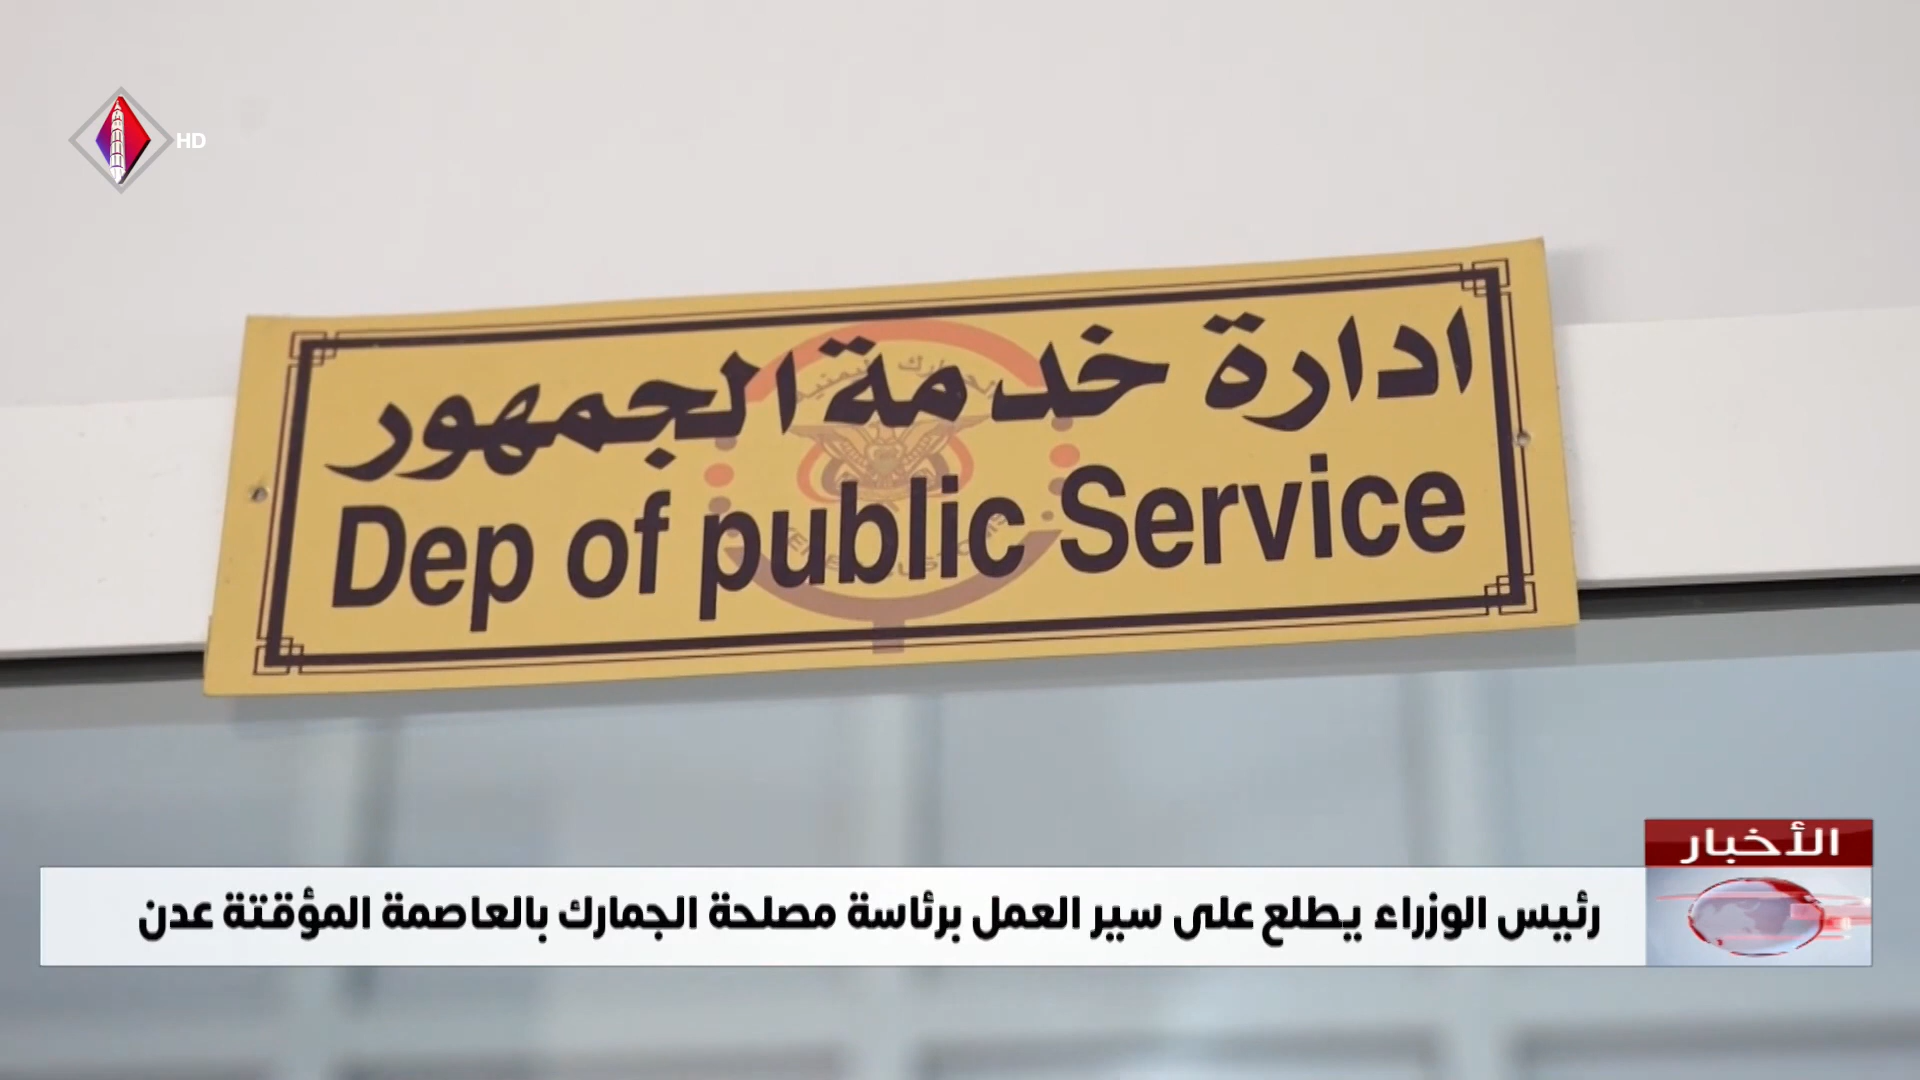 HD
ادارة خدمة الجمهور
Dep of public Service
الأخبار
رئيس الوزراء يطلع على سير العمل برئاسة مصلحة الجمارك بالعاصمة المؤقتة عدن